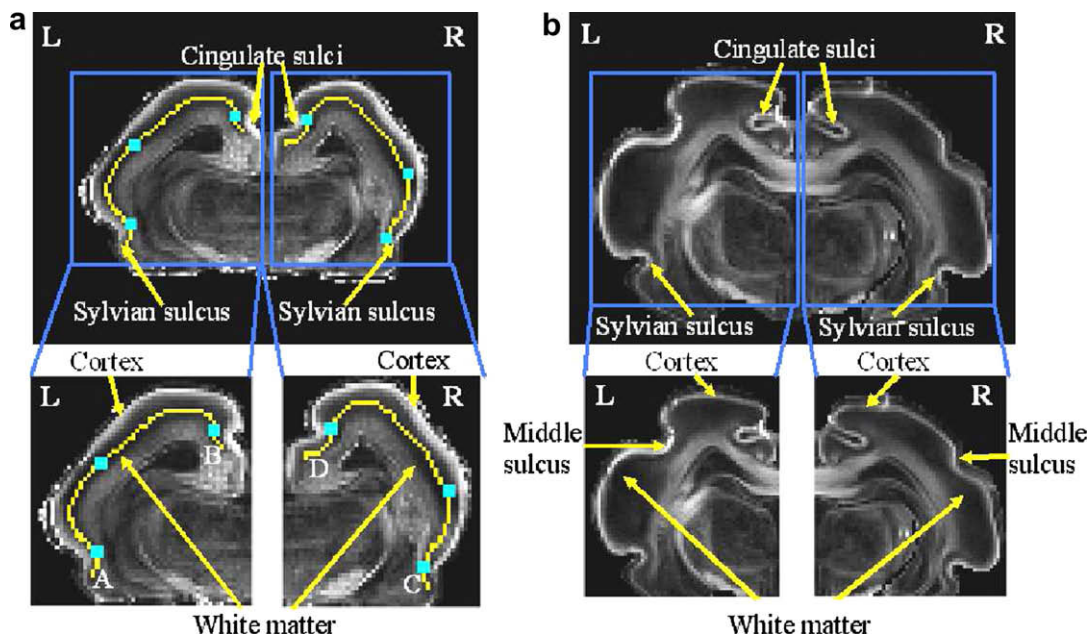 a
L
R
Cingulate sulci
Sylvian sulcus
Sylvian sulcus
Cortex
Cortex
L
R
B
D
A
C
White matter
b
L
R
Cingulate sulci
Sylvian sulcus
Sylvian sulcus
Cortex
Cortex
L
R
Middle
sulcus
Middle
sulcus
White matter